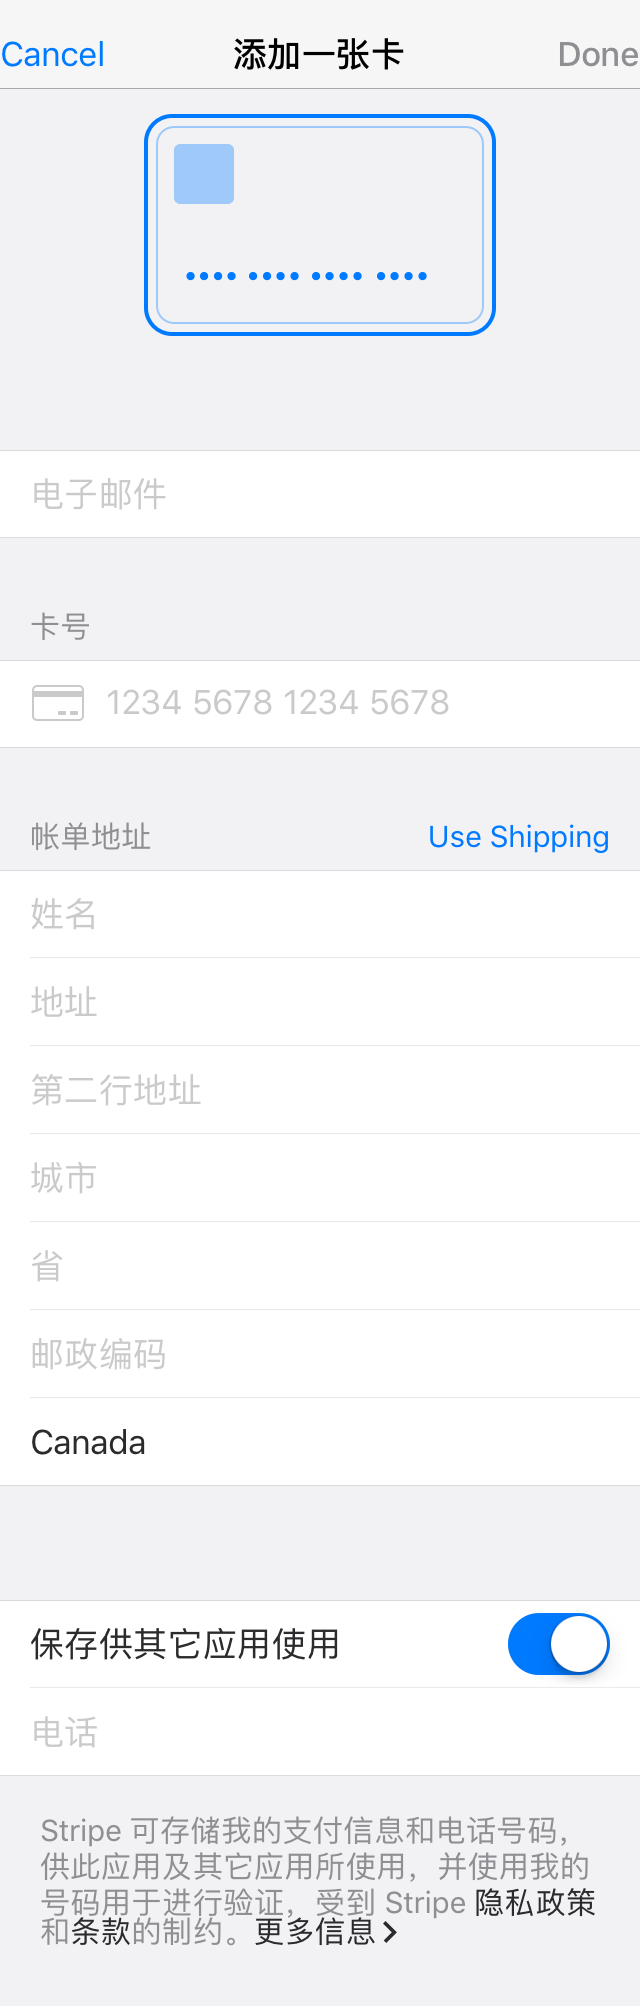 Cancel 添加一张卡 Done
•••• •••• •••• ••••
电子邮件
卡号
1234 5678 1234 5678
帐单地址 Use Shipping
姓名
地址
第二行地址
城市
省
邮政编码
Canada
保存供其它应用使用
电话
Stripe 可存储我的支付信息和电话号码，
供此应用及其它应用所使用，并使用我的
号码用于进行验证，受到 Stripe 隐私政策
和条款的制约。更多信息